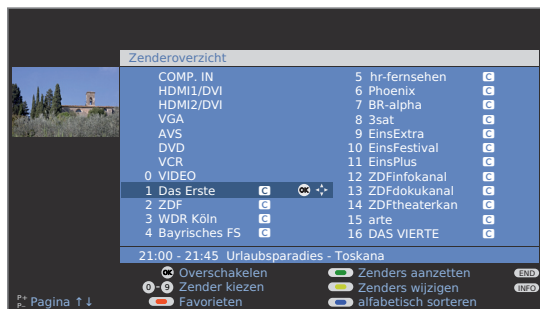 Zenderoverzicht
COMP. IN
HDMI1/DVI
HDMI2/DVI
VGA
AVS
DVD
VCR
0 VIDEO
1 Das Erste C OK
2 ZDF C
3 WDR Köln C
4 Bayrisches FS C
5 hr-fernsehen C
6 Phoenix C
7 BR-alpha C
8 3sat C
9 EinsExtra C
10 EinsFestival C
11 EinsPlus C
12 ZDFinfokanal C
13 ZDFdokukanal C
14 ZDFtheaterkan C
15 arte C
16 DAS VIERTE C
21:00 - 21:45 Urlaubsparadies - Toskana
OK Overschakelen
0 - 9 Zender kiezen
P+ P- Pagina ↑↓
Favorieten
Zenders aanzetten END
Zenders wijzigen INFO
alfabetisch sorteren